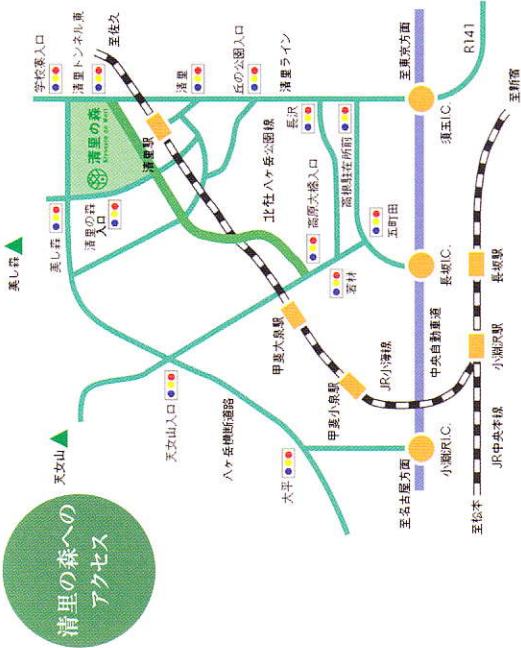 清里の森への
アクセス
天女山
美し森
学校寮入口
清里トンネル東
至佐久
美し森
清里の森
清里の森
入口
清里駅
清里
丘の公園入口
清里ライン
天女山入口
八ヶ岳横断道路
大平
甲斐大泉駅
甲斐小泉駅
JR小海線
北杜八ヶ岳公園線
高原大橋入口
長沢
高根駐在所前
若林
五町田
至名古屋方面
小淵沢I.C.
中央自動車道
長坂I.C.
須玉I.C.
至東京方面
R141
至松本
JR中央本線
小淵沢駅
長坂駅
至新宿